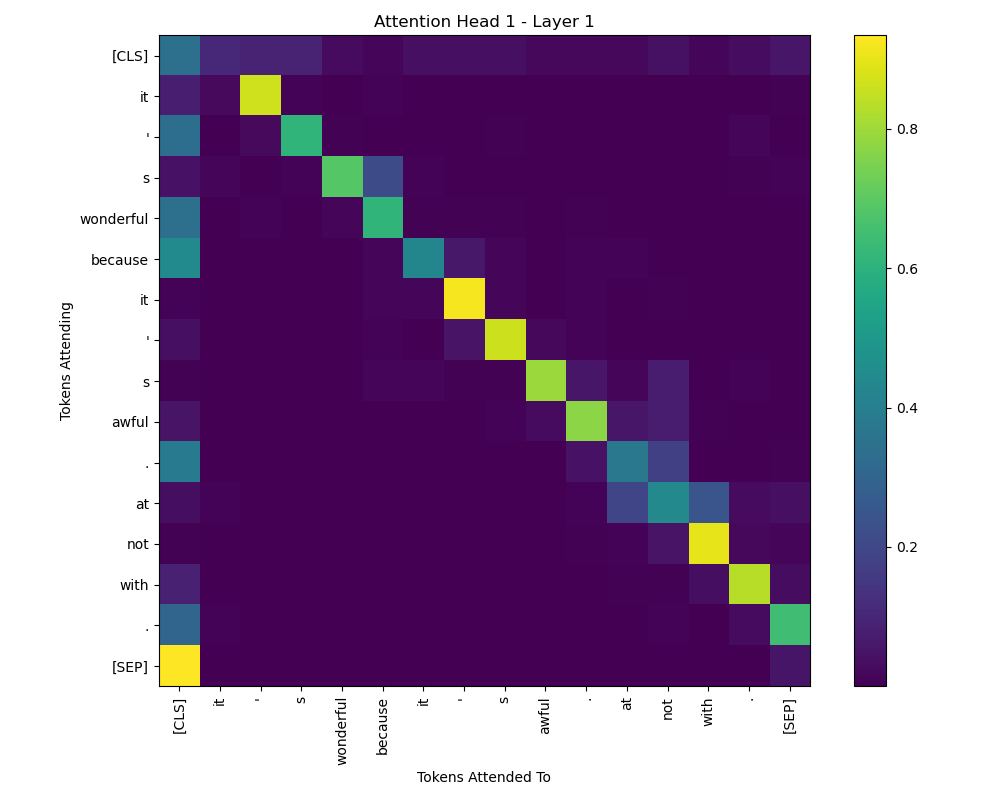 Attention Head 1 - Layer 1
[CLS]
it
'
s
wonderful
because
it
'
s
awful
.
at
not
with
.
[SEP]
Tokens Attending
[CLS]
it
'
s
wonderful
because
it
'
s
awful
.
at
not
with
.
[SEP]
Tokens Attended To
0.8
0.6
0.4
0.2